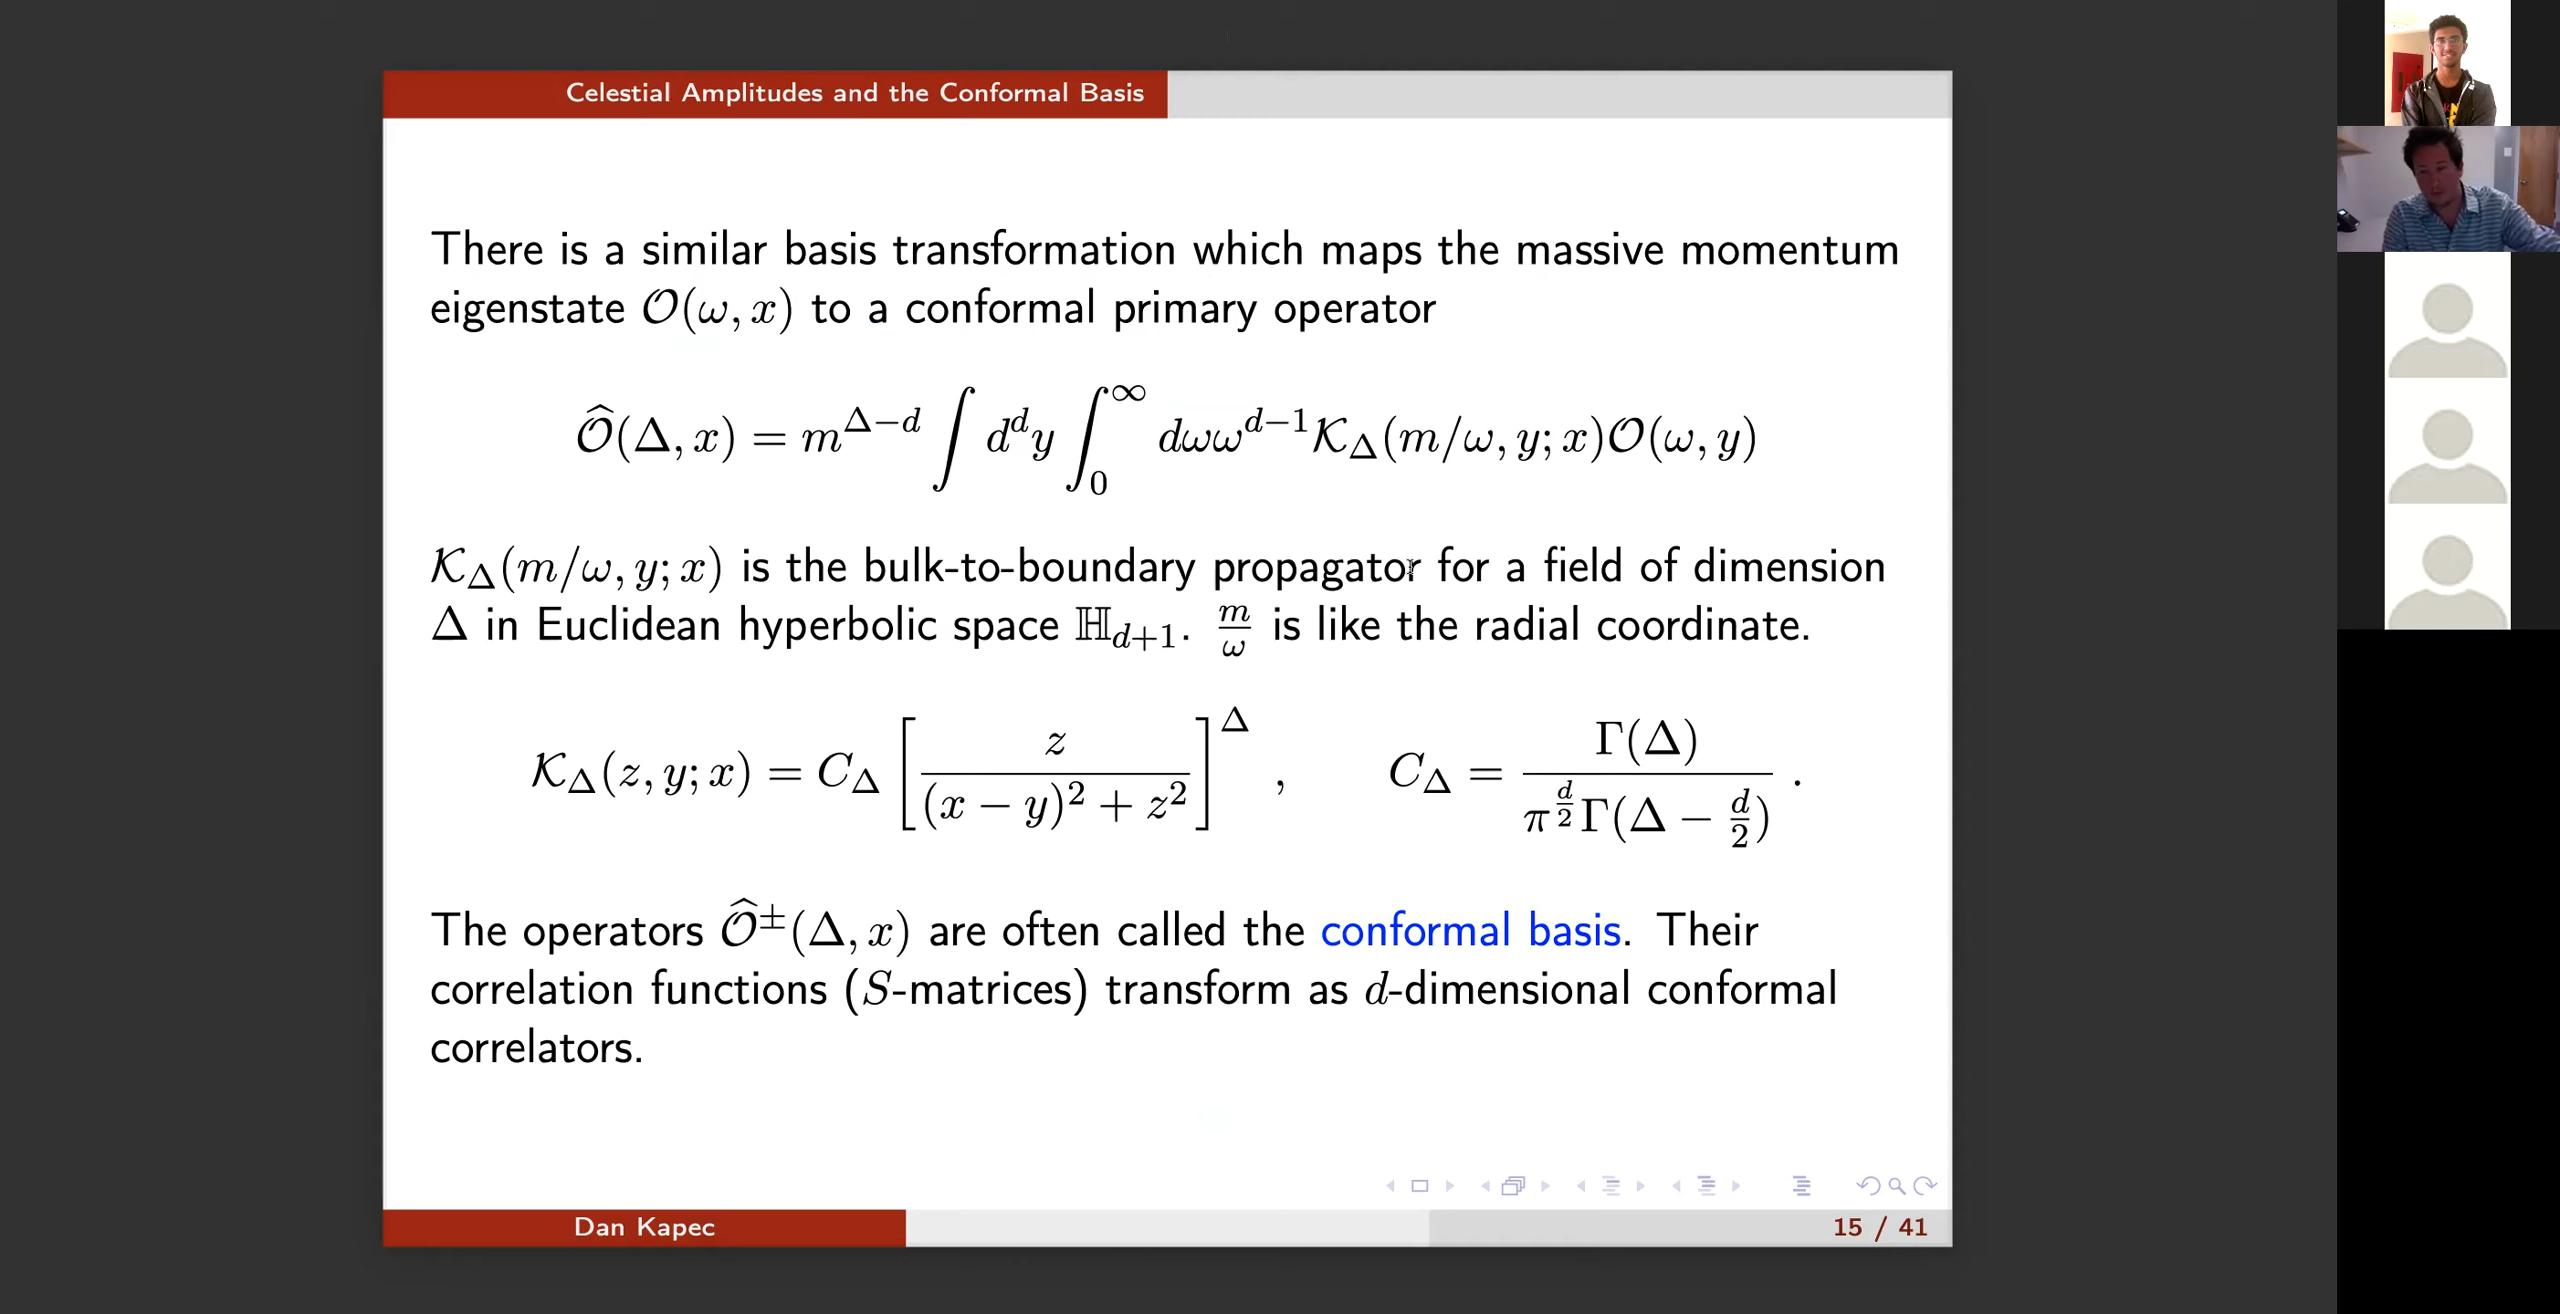 Celestial Amplitudes and the Conformal Basis
There is a similar basis transformation which maps the massive momentum
eigenstate 𝒪(ω, x) to a conformal primary operator
𝒪̂(Δ, x) = m^{Δ−d} ∫ d^d y ∫_0^∞ dωω^{d−1} 𝒦_Δ(m/ω, y; x)𝒪(ω, y)
𝒦_Δ(m/ω, y; x) is the bulk-to-boundary propagator for a field of dimension
Δ in Euclidean hyperbolic space ℍ_{d+1}. m/ω is like the radial coordinate.
𝒦_Δ(z, y; x) = C_Δ [z / ((x − y)^2 + z^2)]^Δ , C_Δ = Γ(Δ) / (π^{d/2} Γ(Δ − d/2)) .
The operators 𝒪̂^±(Δ, x) are often called the conformal basis. Their
correlation functions (S-matrices) transform as d-dimensional conformal
correlators.
Dan Kapec
15 / 41